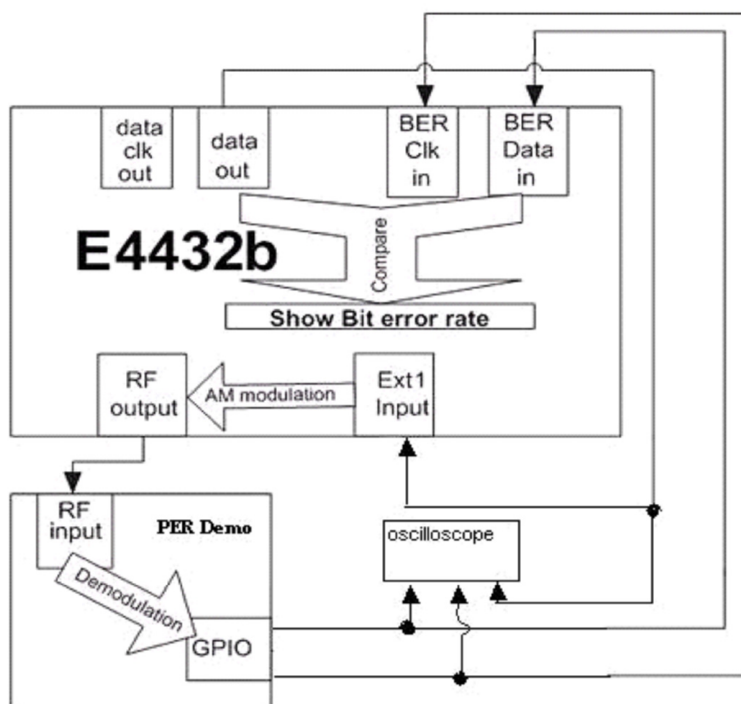 data
clk
out
data
out
BER
Clk
in
BER
Data
in
E4432b
Compare
Show Bit error rate
RF
output
AM modulation
Ext1
Input
RF
input
PER Demo
oscilloscope
Demodulation
GPIO